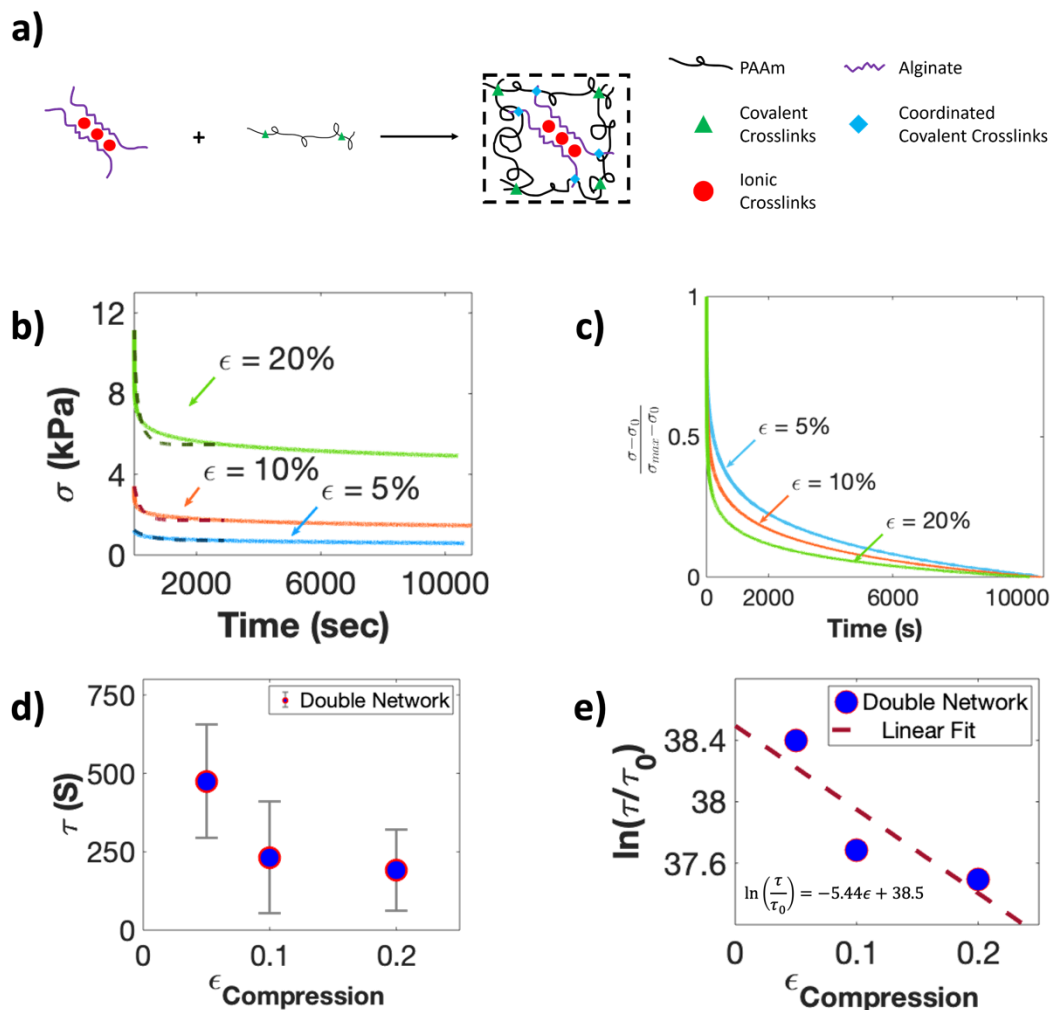 a)
+
PAAm
Alginate
Covalent
Crosslinks
Coordinated
Covalent Crosslinks
Ionic
Crosslinks
b)
12
8
4
0
σ (kPa)
ϵ = 20%
ϵ = 10%
ϵ = 5%
2000
6000
10000
Time (sec)
c)
1
0.5
0
σ−σ₀
σₘₐₓ−σ₀
ϵ = 5%
ϵ = 10%
ϵ = 20%
0
2000
6000
10000
Time (s)
d)
750
500
250
0
τ (S)
Double Network
0
0.1
0.2
ϵCompression
e)
38.4
38
37.6
ln(τ/τ₀)
Double Network
Linear Fit
ln(τ/τ₀) = −5.44ϵ + 38.5
0
0.1
0.2
ϵCompression